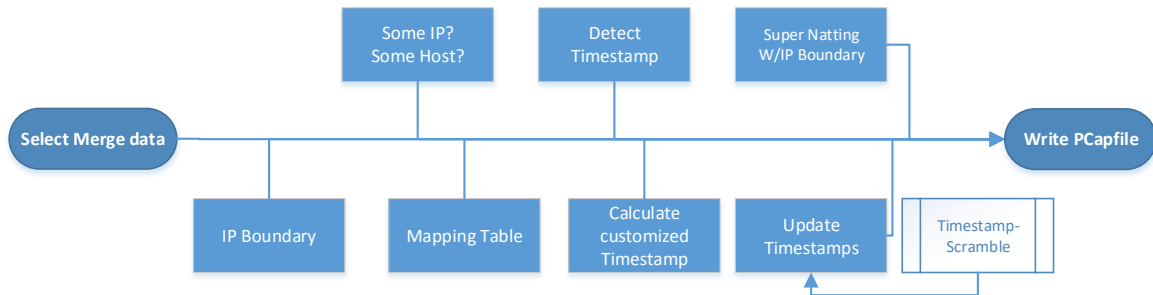 Some IP?
Some Host?
Detect
Timestamp
Super Natting
W/IP Boundary
Select Merge data
Write PCapfile
IP Boundary
Mapping Table
Calculate
customized
Timestamp
Update
Timestamps
Timestamp-
Scramble